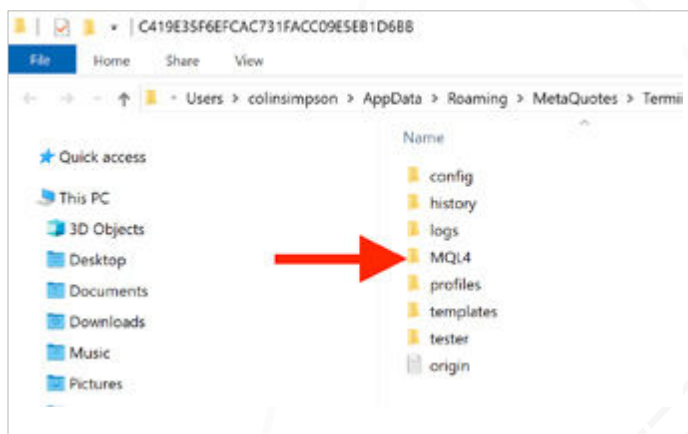 C419E35F6EFCAC731FACC09E5EB1D6BB
File Home Share View
Users > colinsimpson > AppData > Roaming > MetaQuotes > Termi
Name
Quick access
This PC
3D Objects
Desktop
Documents
Downloads
Music
Pictures
config
history
logs
MQL4
profiles
templates
tester
origin